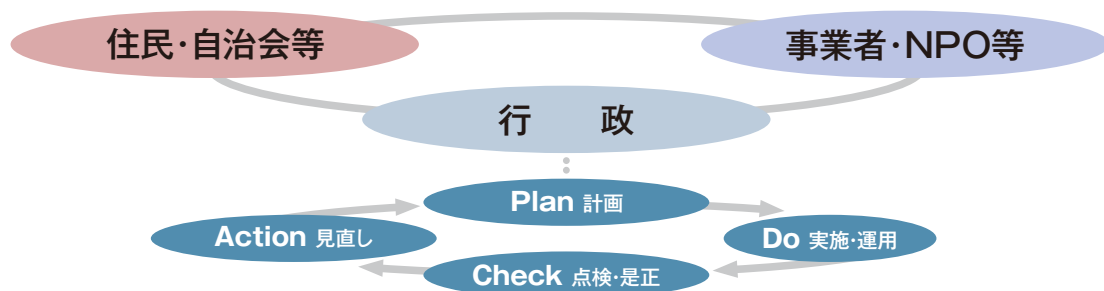 住民・自治会等
事業者・NPO等
行　政
Plan 計画
Action 見直し
Do 実施・運用
Check 点検・是正